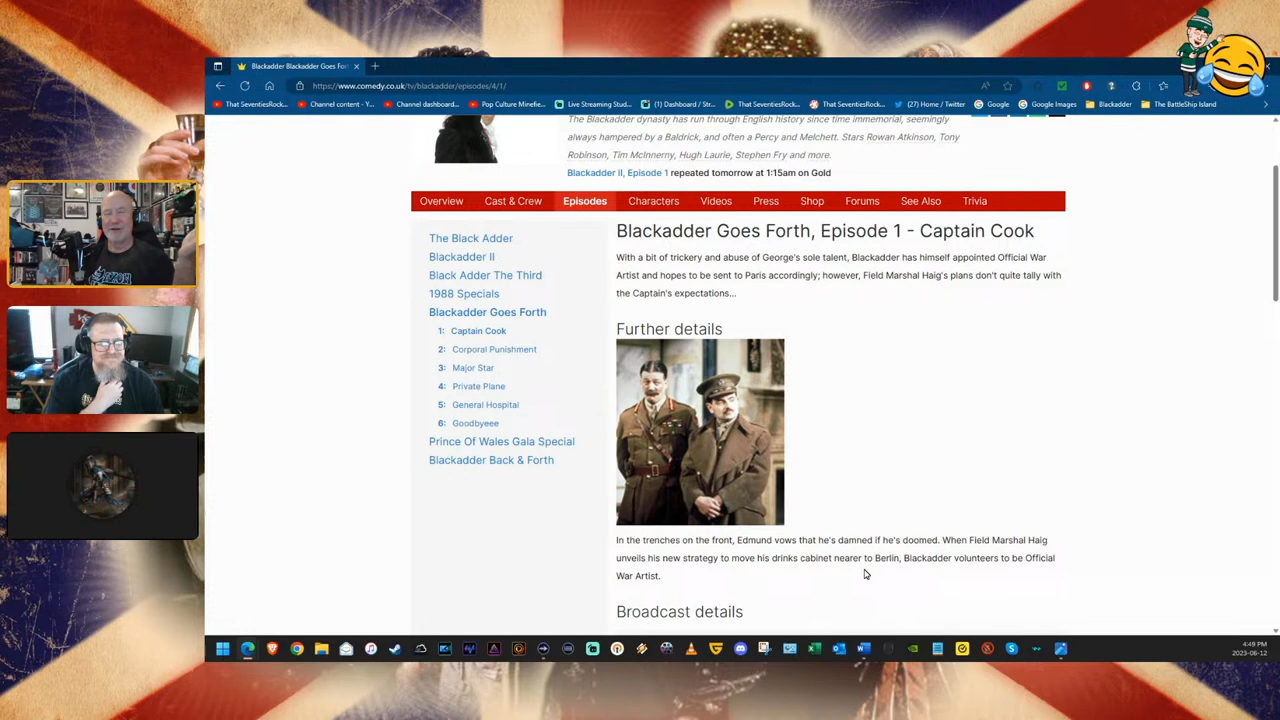 Blackadder Blackadder Goes For
https://www.comedy.co.uk/tv/blackadder/episodes/4/1/
That SeventiesRock...
Channel content - Y...
Channel dashboard...
Pop Culture Minefie...
Live Streaming Stud...
(1) Dashboard / Str...
That SeventiesRock...
That SeventiesRock...
(27) Home / Twitter
Google
Google Images
Blackadder
The BattleShip Island
The Blackadder dynasty has run through English history since time immemorial, seemingly
always hampered by a Baldrick, and often a Percy and Melchett. Stars Rowan Atkinson, Tony
Robinson, Tim McInnerny, Hugh Laurie, Stephen Fry and more.
Blackadder II, Episode 1 repeated tomorrow at 1:15am on Gold
Overview Cast & Crew Episodes Characters Videos Press Shop Forums See Also Trivia
The Black Adder
Blackadder II
Black Adder The Third
1988 Specials
Blackadder Goes Forth
1: Captain Cook
2: Corporal Punishment
3: Major Star
4: Private Plane
5: General Hospital
6: Goodbyeee
Prince Of Wales Gala Special
Blackadder Back & Forth
Blackadder Goes Forth, Episode 1 - Captain Cook
With a bit of trickery and abuse of George's sole talent, Blackadder has himself appointed Official War
Artist and hopes to be sent to Paris accordingly; however, Field Marshal Haig's plans don't quite tally with
the Captain's expectations...
Further details
In the trenches on the front, Edmund vows that he's damned if he's doomed. When Field Marshal Haig
unveils his new strategy to move his drinks cabinet nearer to Berlin, Blackadder volunteers to be Official
War Artist.
Broadcast details
4:49 PM
2023-06-12